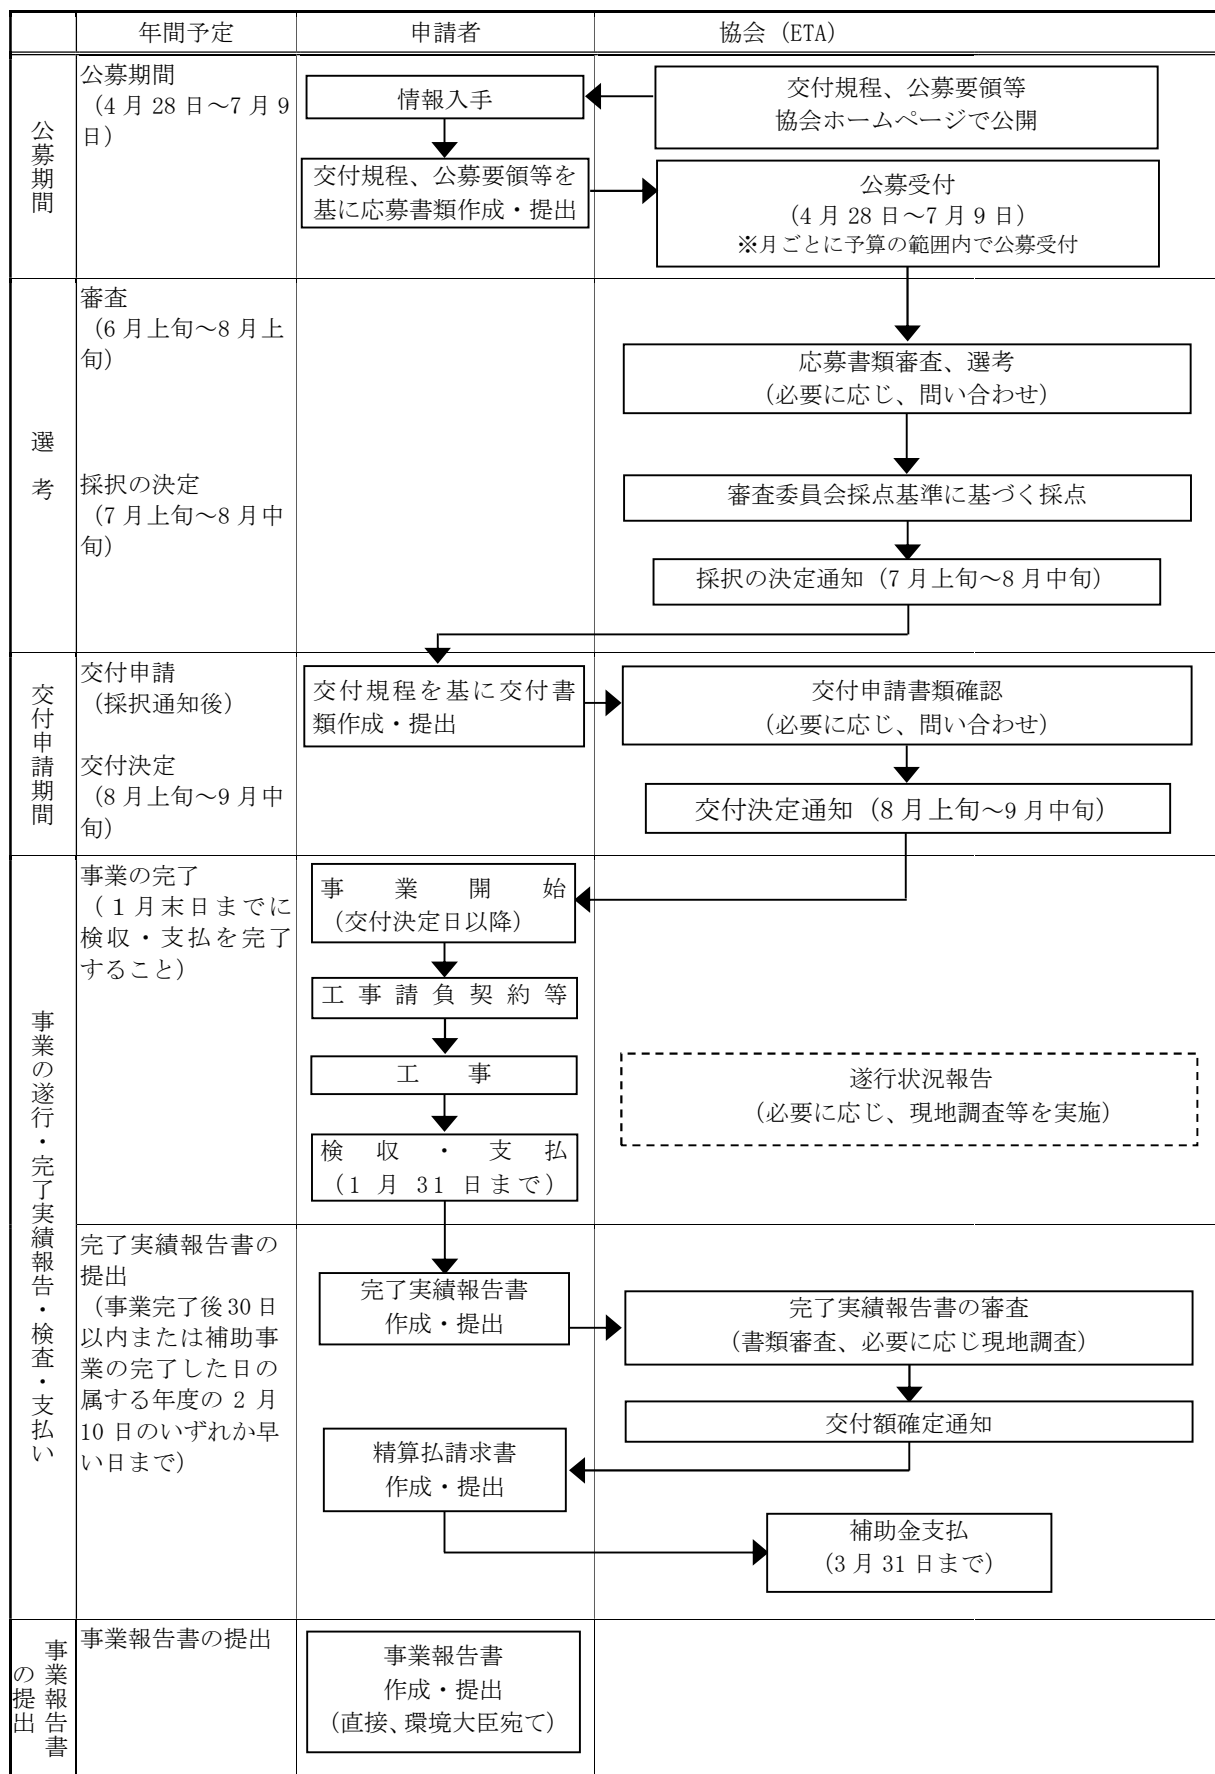 年間予定
申請者
協会（ETA）
公募期間
公募期間
（4 月 28 日～7 月 9
日）
情報入手
交付規程、公募要領等
協会ホームページで公開
交付規程、公募要領等を
基に応募書類作成・提出
公募受付
（4 月 28 日～7 月 9 日）
※月ごとに予算の範囲内で公募受付
選考
審査
（6 月上旬～8 月上
旬）
応募書類審査、選考
（必要に応じ、問い合わせ）
採択の決定
（7 月上旬～8 月中
旬）
審査委員会採点基準に基づく採点
採択の決定通知（7 月上旬～8 月中旬）
交付申請期間
交付申請
（採択通知後）
交付規程を基に交付書
類作成・提出
交付申請書類確認
（必要に応じ、問い合わせ）
交付決定
（8 月上旬～9 月中
旬）
交付決定通知（8 月上旬～9 月中旬）
事業の遂行・完了実績報告・検査・支払い
事業の完了
（１月末日までに
検収・支払を完了
すること）
事業開始
（交付決定日以降）
工事請負契約等
工事
遂行状況報告
（必要に応じ、現地調査等を実施）
検収・支払
（1 月 31 日まで）
完了実績報告書の
提出
（事業完了後 30 日
以内または補助事
業の完了した日の
属する年度の 2 月
10 日のいずれか早
い日まで）
完了実績報告書
作成・提出
完了実績報告書の審査
（書類審査、必要に応じ現地調査）
交付額確定通知
精算払請求書
作成・提出
補助金支払
（3 月 31 日まで）
事業報告書
の提出
事業報告書の提出
事業報告書
作成・提出
（直接、環境大臣宛て）